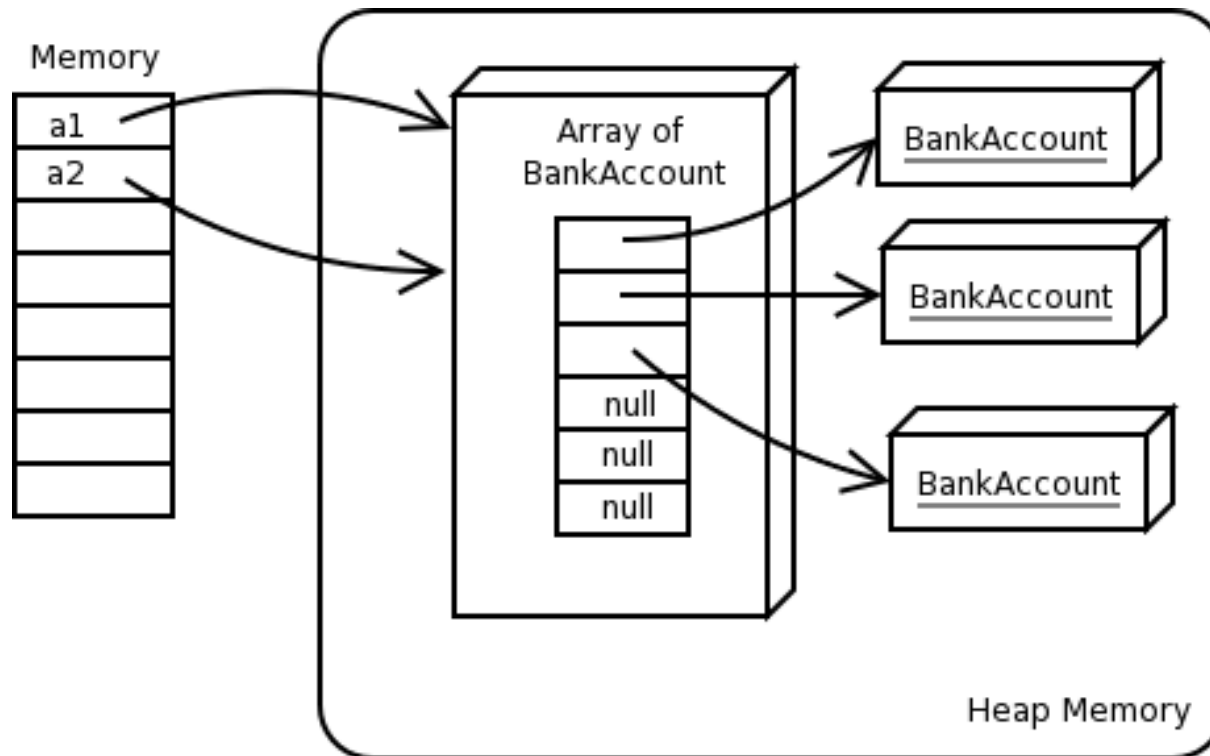 Memory
a1
a2
Array of
BankAccount
null
null
null
BankAccount
BankAccount
BankAccount
Heap Memory